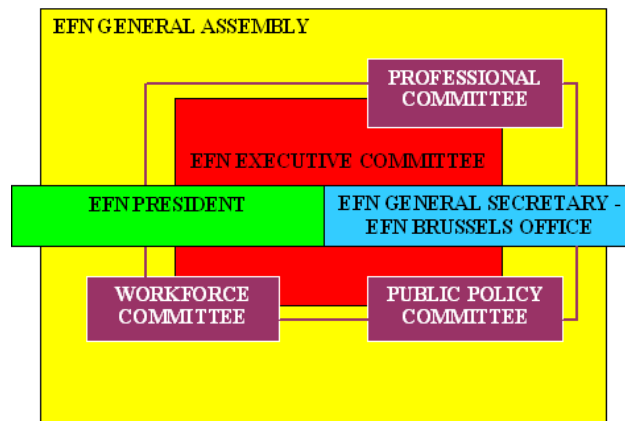 EFN GENERAL ASSEMBLY
PROFESSIONAL
COMMITTEE
EFN EXECUTIVE COMMITTEE
EFN PRESIDENT
EFN GENERAL SECRETARY -
EFN BRUSSELS OFFICE
WORKFORCE
COMMITTEE
PUBLIC POLICY
COMMITTEE